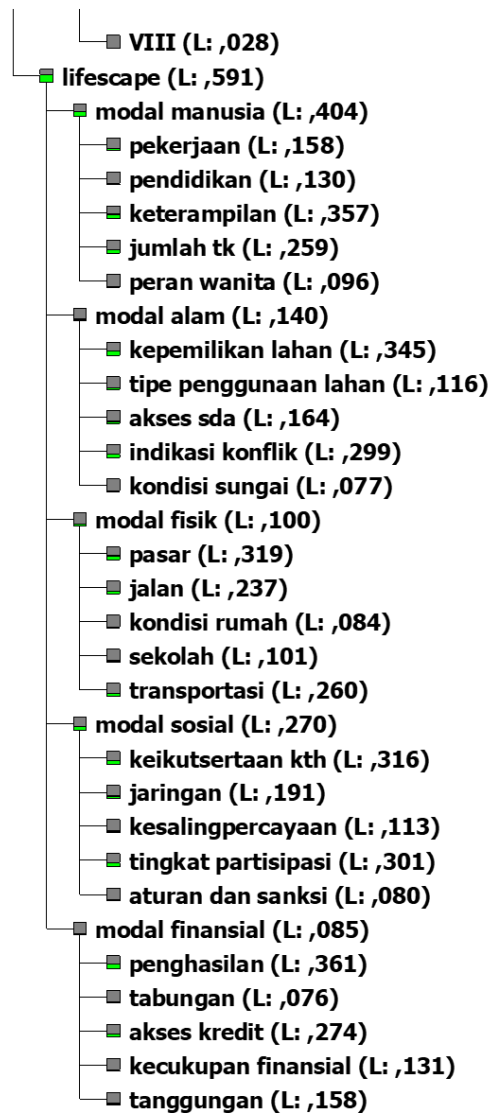 VIII (L: ,028)
lifescape (L: ,591)
modal manusia (L: ,404)
pekerjaan (L: ,158)
pendidikan (L: ,130)
keterampilan (L: ,357)
jumlah tk (L: ,259)
peran wanita (L: ,096)
modal alam (L: ,140)
kepemilikan lahan (L: ,345)
tipe penggunaan lahan (L: ,116)
akses sda (L: ,164)
indikasi konflik (L: ,299)
kondisi sungai (L: ,077)
modal fisik (L: ,100)
pasar (L: ,319)
jalan (L: ,237)
kondisi rumah (L: ,084)
sekolah (L: ,101)
transportasi (L: ,260)
modal sosial (L: ,270)
keikutsertaan kth (L: ,316)
jaringan (L: ,191)
kesalingpercayaan (L: ,113)
tingkat partisipasi (L: ,301)
aturan dan sanksi (L: ,080)
modal finansial (L: ,085)
penghasilan (L: ,361)
tabungan (L: ,076)
akses kredit (L: ,274)
kecukupan finansial (L: ,131)
tanggungan (L: ,158)